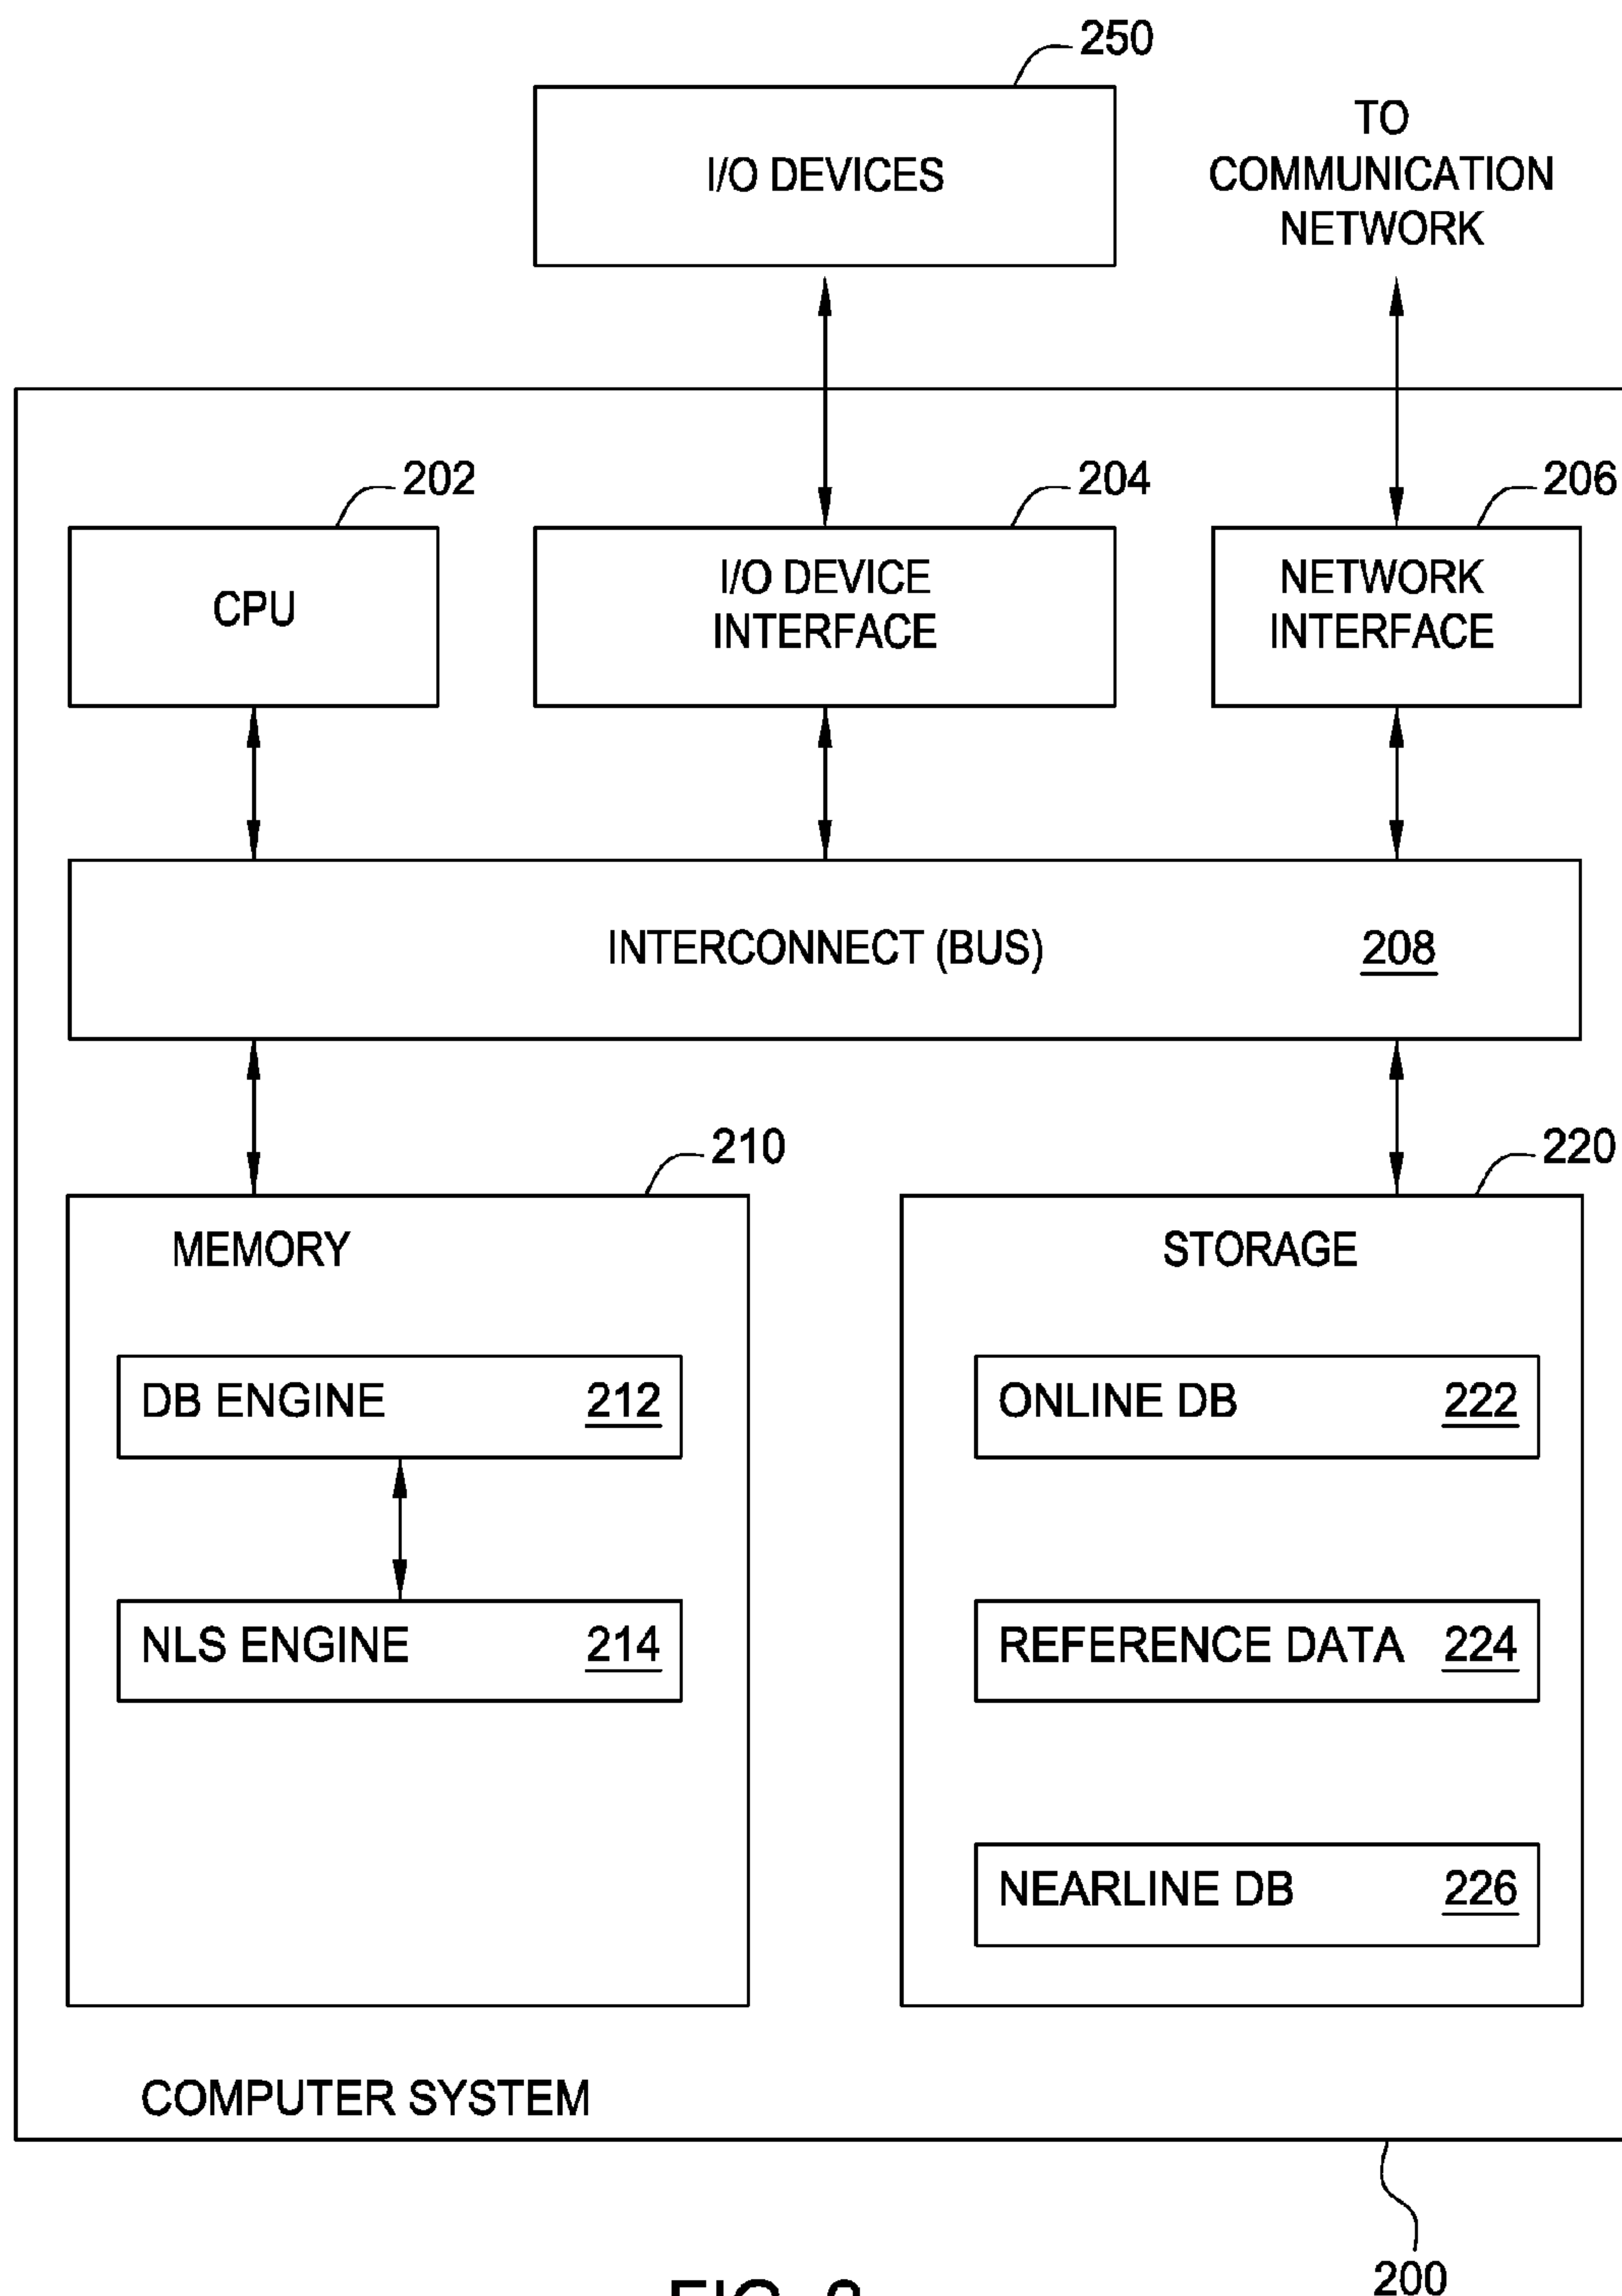 250
I/O DEVICES
TO
COMMUNICATION
NETWORK
202
204
206
CPU
I/O DEVICE
INTERFACE
NETWORK
INTERFACE
INTERCONNECT (BUS) 208
210
220
MEMORY
STORAGE
DB ENGINE 212
ONLINE DB 222
NLS ENGINE 214
REFERENCE DATA 224
NEARLINE DB 226
COMPUTER SYSTEM
200
FIG.